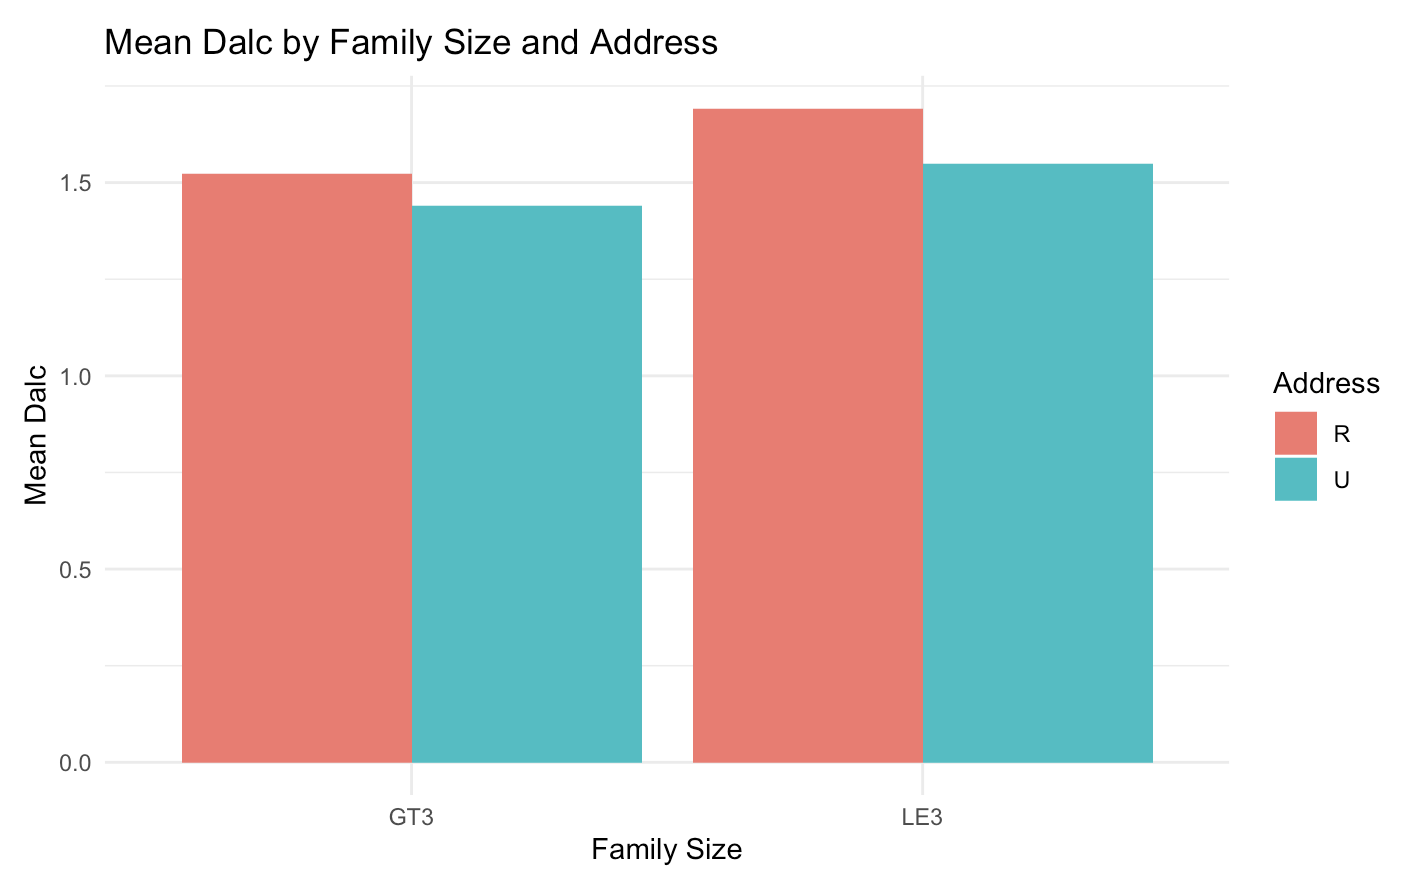 Mean Dalc by Family Size and Address
Mean Dalc
1.5
1.0
0.5
0.0
GT3
LE3
Family Size
Address
R
U